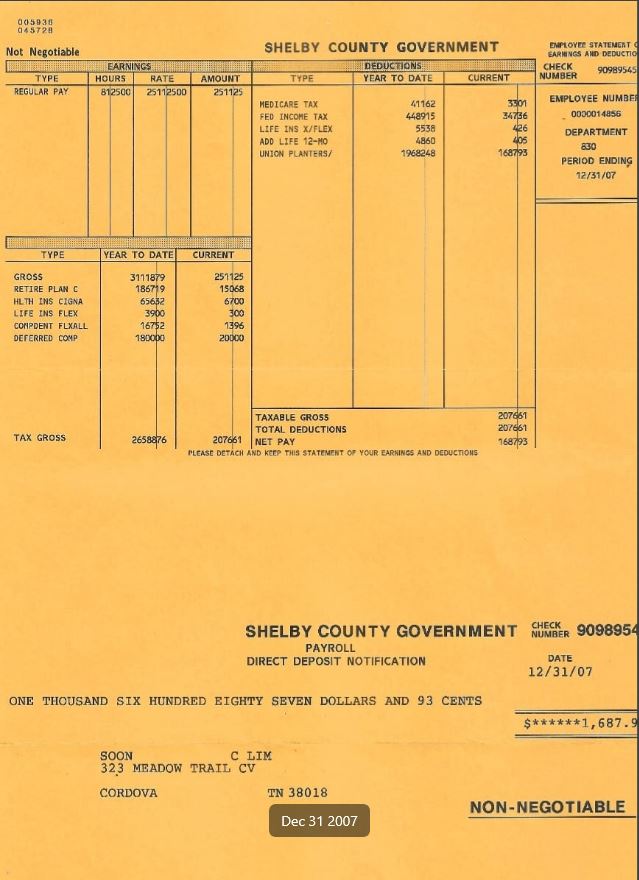 005936
045728
Not Negotiable
SHELBY COUNTY GOVERNMENT
EMPLOYEE STATEMENT
EARNINGS AND
EARNINGS
DEDUCTIONS
CHECK
NUMBER 90989545
TYPE HOURS RATE AMOUNT
TYPE YEAR TO DATE CURRENT
REGULAR PAY 812500 25112500 251125
MEDICARE TAX 41162 3301
FED INCOME TAX 448915 34736
LIFE INS X/FLEX 5538 426
ADD LIFE 12-MO 4860 405
UNION PLANTERS/ 1968248 168793
EMPLOYEE NUMBE
0000014856
DEPARTMENT
830
PERIOD ENDING
12/31/07
TYPE YEAR TO DATE CURRENT
GROSS 3111879 251125
RETIRE PLAN C 186719 15068
HLTH INS CIGNA 65632 6700
LIFE INS FLEX 3900 300
COMPDENT FLXALL 16752 1396
DEFERRED COMP 180000 20000
TAX GROSS 2658876 207661
TAXABLE GROSS 207661
TOTAL DEDUCTIONS 207661
NET PAY 168793
PLEASE DETACH AND KEEP THIS STATEMENT OF YOUR EARNINGS AND DEDUCTIONS
SHELBY COUNTY GOVERNMENT
CHECK
NUMBER 9098954
PAYROLL
DIRECT DEPOSIT NOTIFICATION
DATE
12/31/07
ONE THOUSAND SIX HUNDRED EIGHTY SEVEN DOLLARS AND 93 CENTS
$******1,687.9
SOON C LIM
323 MEADOW TRAIL CV
CORDOVA TN 38018
NON-NEGOTIABLE
Dec 31 2007